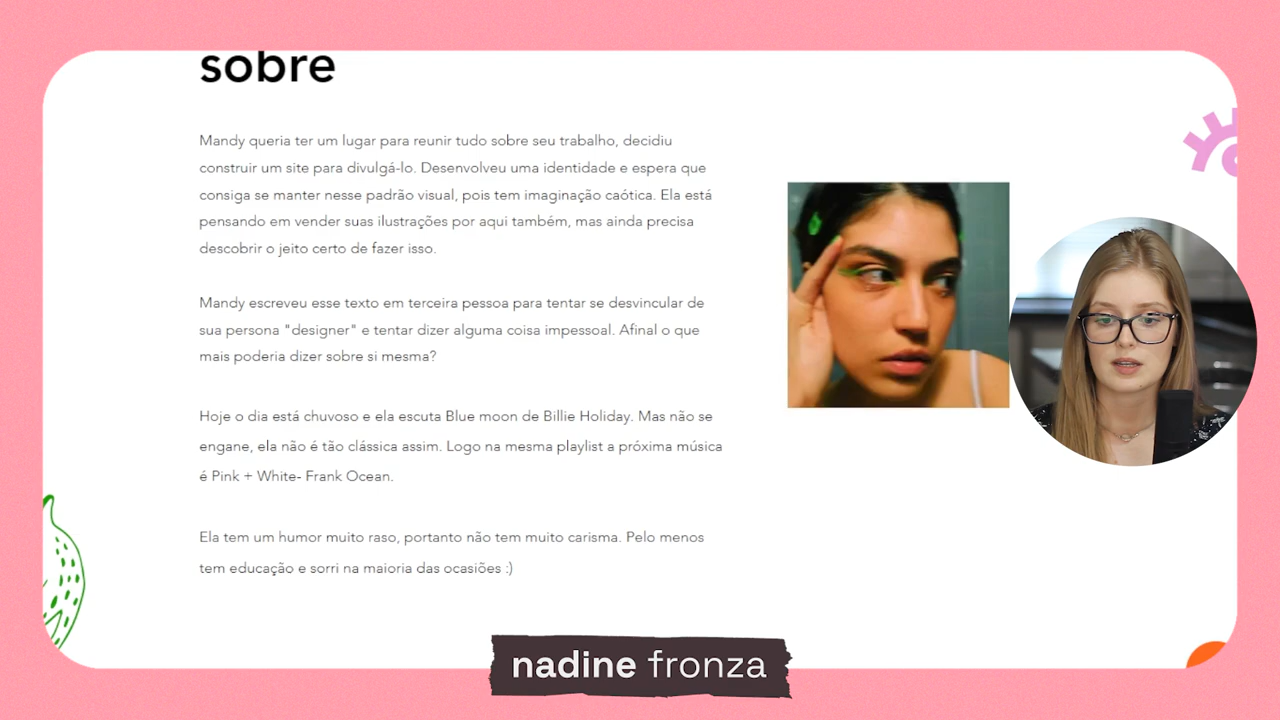 sobre
Mandy queria ter um lugar para reunir tudo sobre seu trabalho, decidiu
construir um site para divulgá-lo. Desenvolveu uma identidade e espera que
consiga se manter nesse padrão visual, pois tem imaginação caótica. Ela está
pensando em vender suas ilustrações por aqui também, mas ainda precisa
descobrir o jeito certo de fazer isso.
Mandy escreveu esse texto em terceira pessoa para tentar se desvincular de
sua persona "designer" e tentar dizer alguma coisa impessoal. Afinal o que
mais poderia dizer sobre si mesma?
Hoje o dia está chuvoso e ela escuta Blue moon de Billie Holiday. Mas não se
engane, ela não é tão clássica assim. Logo na mesma playlist a próxima música
é Pink + White- Frank Ocean.
Ela tem um humor muito raso, portanto não tem muito carisma. Pelo menos
tem educação e sorri na maioria das ocasiões :)
nadine fronza